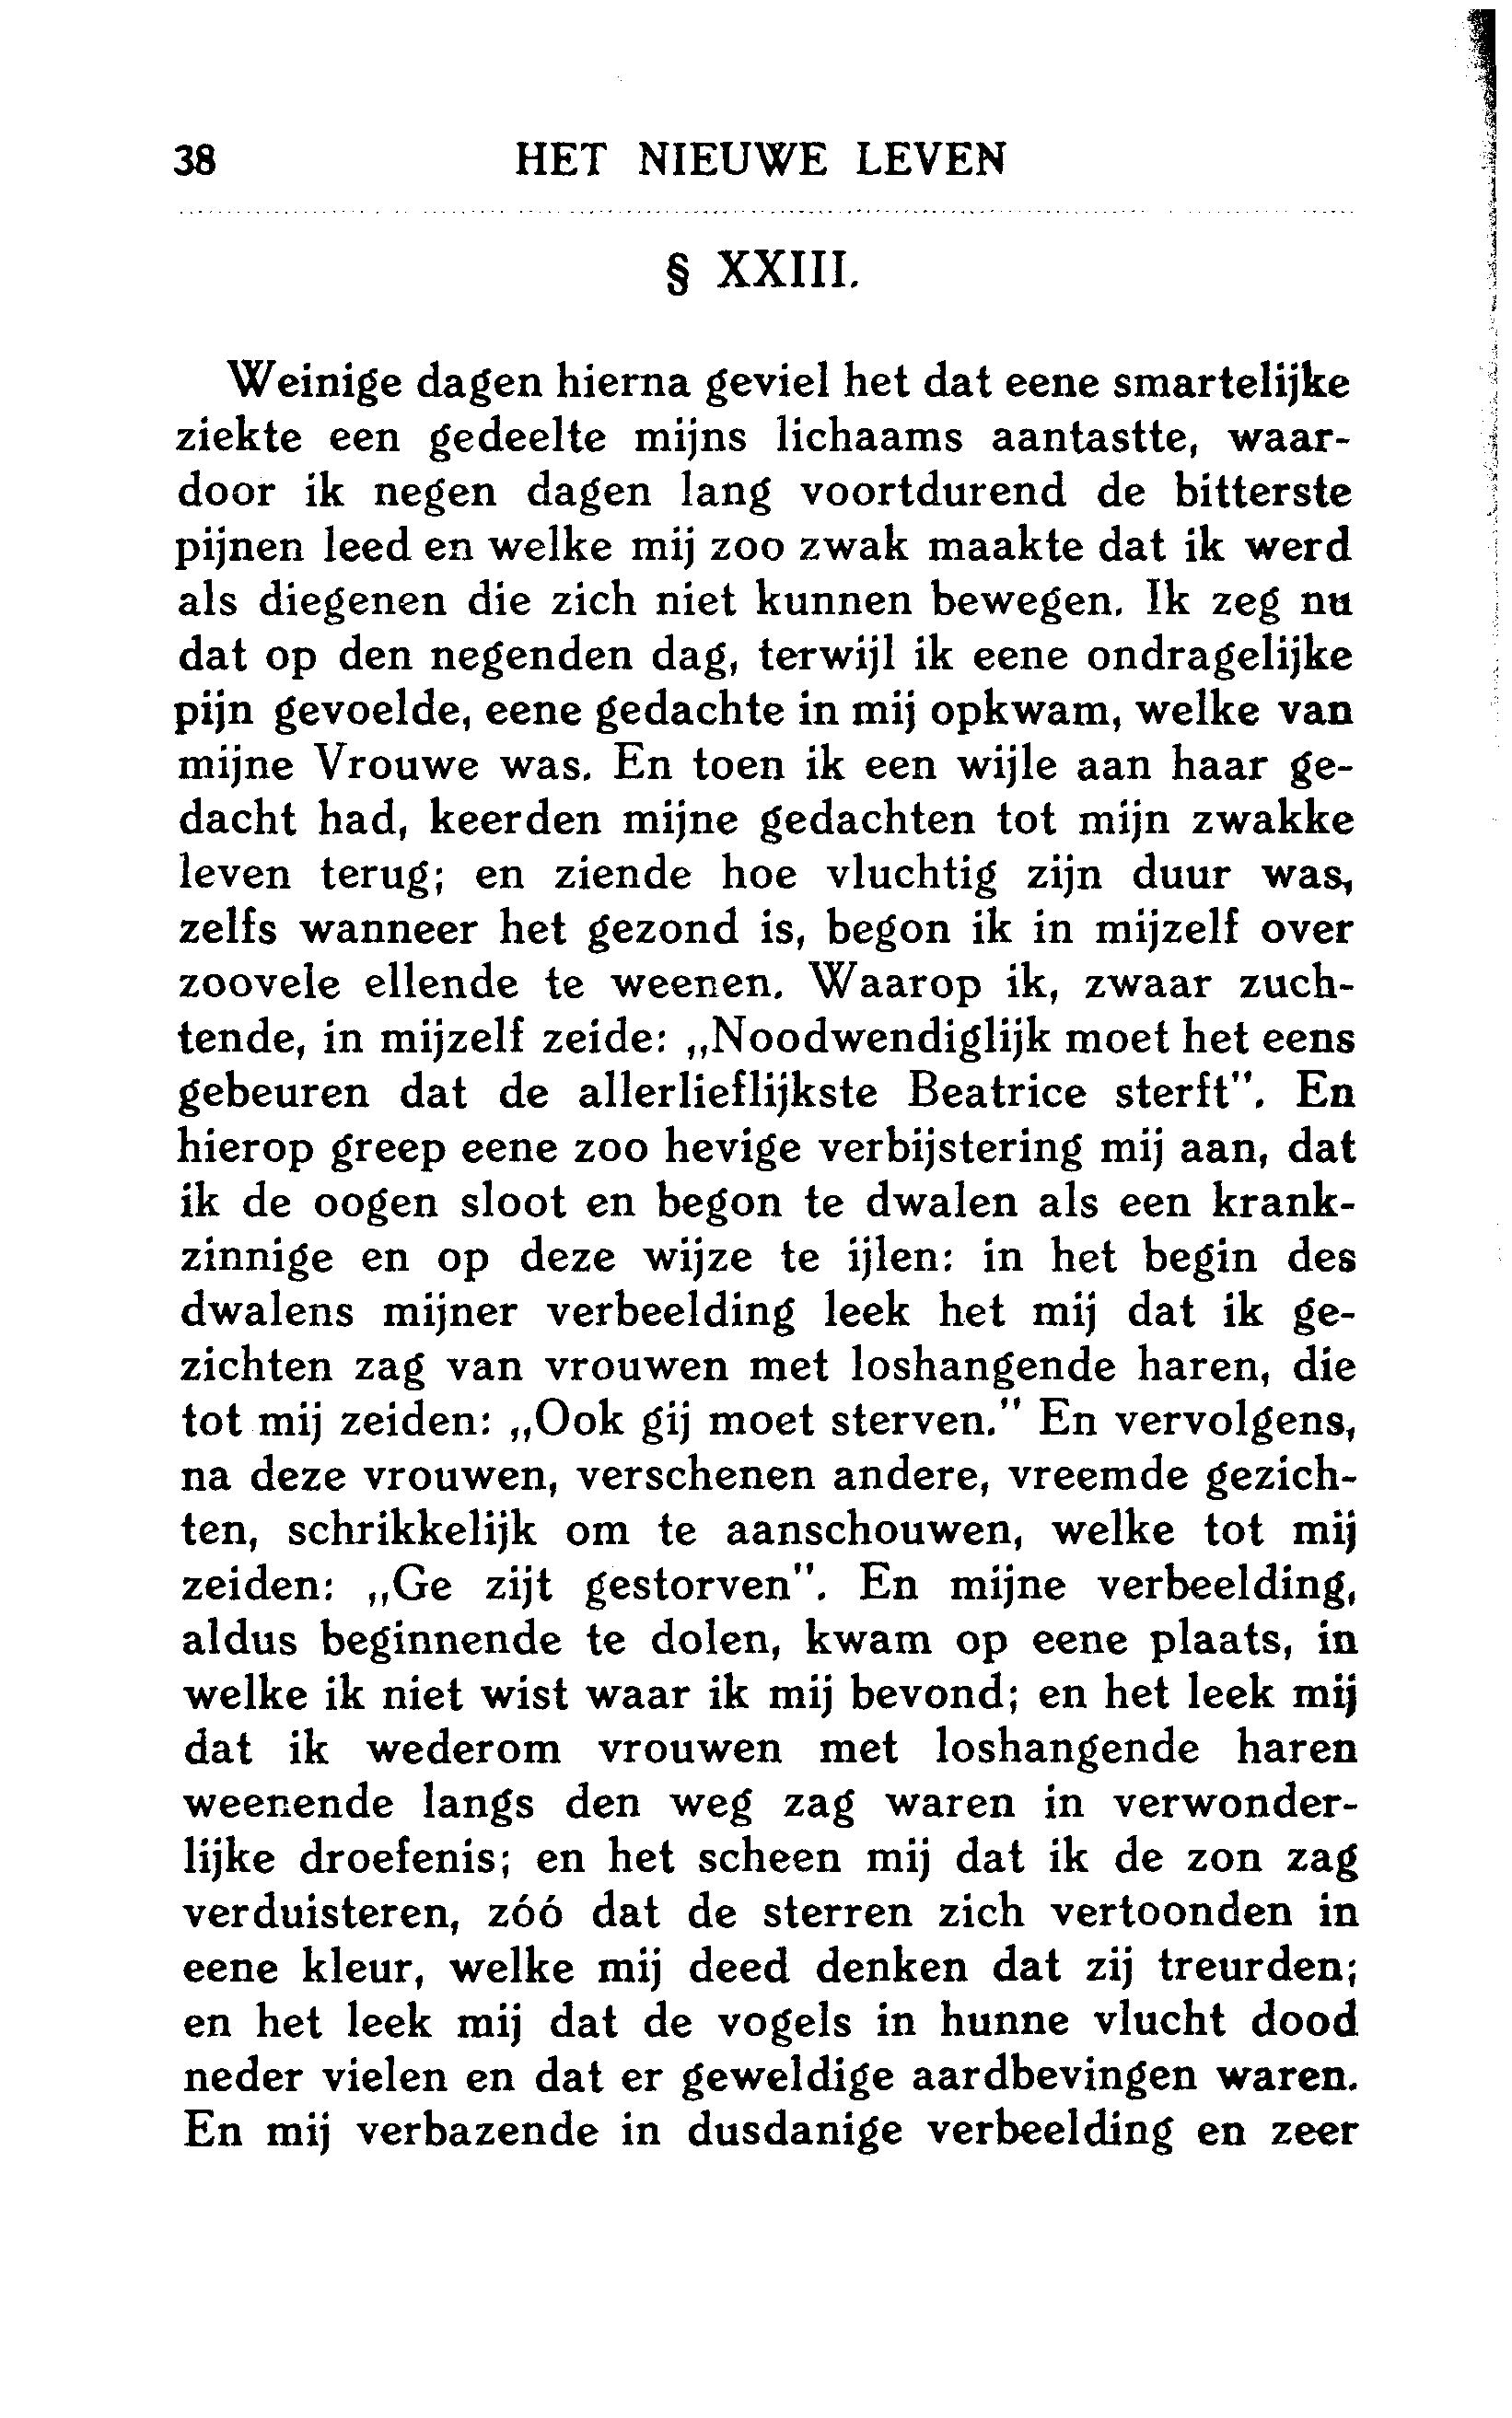 38 HET NIEUWE LEVEN
§ XXIII.
Weinige dagen hierna geviel het dat eene smartelijke
ziekte een gedeelte mijns lichaams aantastte, waar-
door ik negen dagen lang voortdurend de bitterste
pijnen leed en welke mij zoo zwak maakte dat ik werd
als diegenen die zich niet kunnen bewegen. Ik zeg nu
dat op den negenden dag, terwijl ik eene ondragelijke
pijn gevoelde, eene gedachte in mij opkwam, welke van
mijne Vrouwe was. En toen ik een wijle aan haar ge-
dacht had, keerden mijne gedachten tot mijn zwakke
leven terug; en ziende hoe vluchtig zijn duur was,
zelfs wanneer het gezond is, begon ik in mijzelf over
zoovele ellende te weenen. Waarop ik, zwaar zuch-
tende, in mijzelf zeide: „Noodwendiglijk moet het eens
gebeuren dat de allerlieflijkste Beatrice sterft". En
hierop greep eene zoo hevige verbijstering mij aan, dat
ik de oogen sloot en begon te dwalen als een krank-
zinnige en op deze wijze te ijlen: in het begin des
dwalens mijner verbeelding leek het mij dat ik ge-
zichten zag van vrouwen met loshangende haren, die
tot mij zeiden: „Ook gij moet sterven." En vervolgens,
na deze vrouwen, verschenen andere, vreemde gezich-
ten, schrikkelijk om te aanschouwen, welke tot mij
zeiden: „Ge zijt gestorven". En mijne verbeelding,
aldus beginnende te dolen, kwam op eene plaats, in
welke ik niet wist waar ik mij bevond; en het leek mij
dat ik wederom vrouwen met loshangende haren
weenende langs den weg zag waren in verwonder-
lijke droefenis; en het scheen mij dat ik de zon zag
verduisteren, zóó dat de sterren zich vertoonden in
eene kleur, welke mij deed denken dat zij treurden;
en het leek mij dat de vogels in hunne vlucht dood
neder vielen en dat er geweldige aardbevingen waren.
En mij verbazende in dusdanige verbeelding en zeer